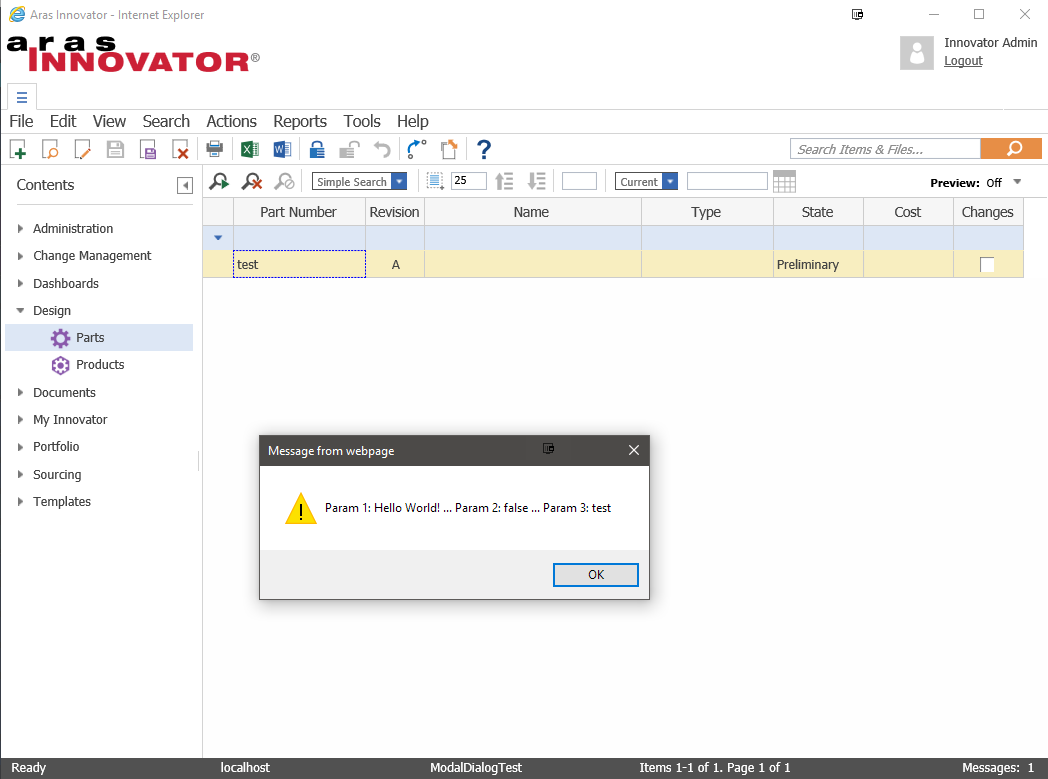 Aras Innovator - Internet Explorer
aras
INNOVATOR®
Innovator Admin
Logout
File Edit View Search Actions Reports Tools Help
Search Items & Files...
Contents
Simple Search 25 Current Preview: Off
Part Number Revision Name Type State Cost Changes
test A Preliminary
Administration
Change Management
Dashboards
Design
Parts
Products
Documents
My Innovator
Portfolio
Sourcing
Templates
Message from webpage
Param 1: Hello World! ... Param 2: false ... Param 3: test
OK
Ready localhost ModalDialogTest Items 1-1 of 1. Page 1 of 1 Messages: 1